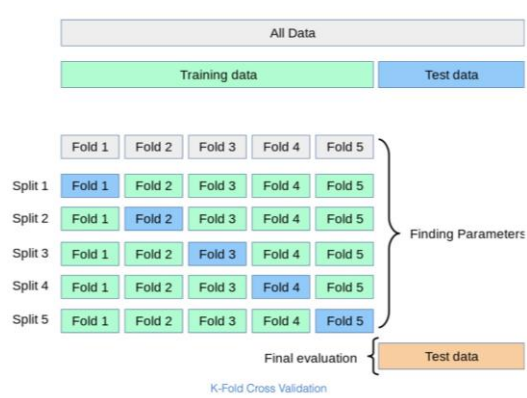 All Data
Training data Test data
Fold 1 Fold 2 Fold 3 Fold 4 Fold 5
Split 1 Fold 1 Fold 2 Fold 3 Fold 4 Fold 5
Split 2 Fold 1 Fold 2 Fold 3 Fold 4 Fold 5
Finding Parameters
Split 3 Fold 1 Fold 2 Fold 3 Fold 4 Fold 5
Split 4 Fold 1 Fold 2 Fold 3 Fold 4 Fold 5
Split 5 Fold 1 Fold 2 Fold 3 Fold 4 Fold 5
Final evaluation Test data
K-Fold Cross Validation